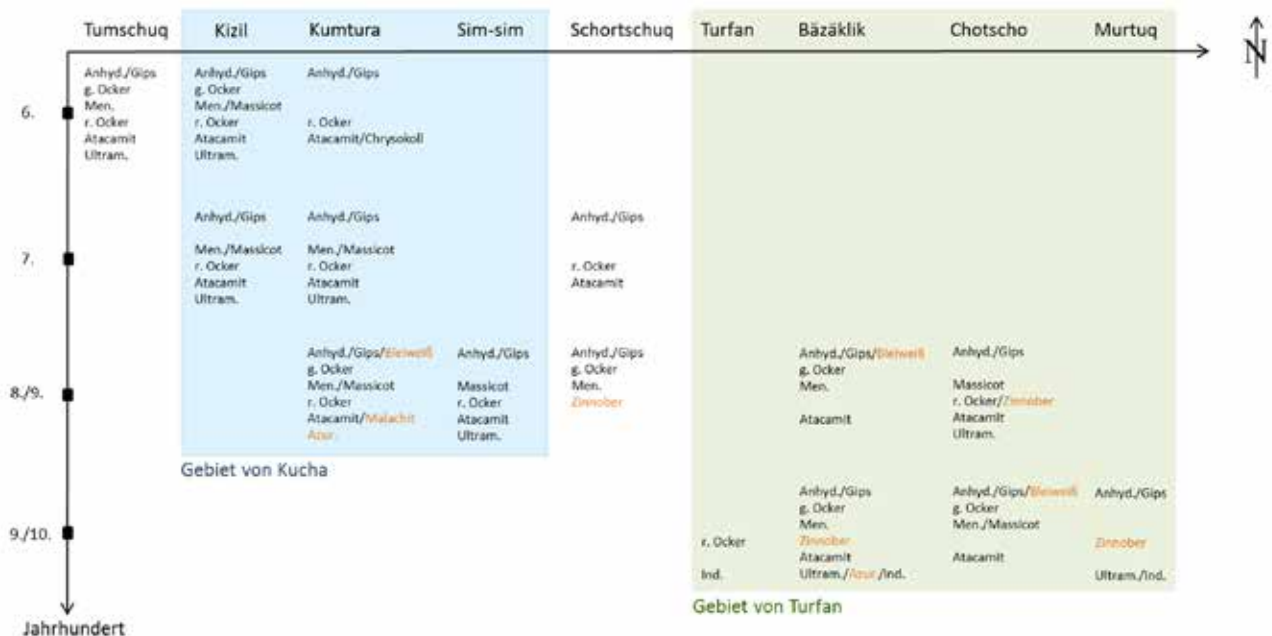 Tumschuq Kizil Kumtura Sim-sim Schortschuq Turfan Bäzäklik Chotscho Murtuq
N
Anhyd./Gips Anhyd./Gips Anhyd./Gips
g. Ocker g. Ocker
6. Men. Men./Massicot
r. Ocker r. Ocker r. Ocker
Atacamit Atacamit Atacamit/Chrysokoll
Ultram. Ultram.
Anhyd./Gips Anhyd./Gips Anhyd./Gips
Men./Massicot Men./Massicot
7. r. Ocker r. Ocker r. Ocker
Atacamit Atacamit Atacamit
Ultram. Ultram.
Anhyd./Gips/Bleiweiß Anhyd./Gips Anhyd./Gips Anhyd./Gips/Bleiweiß Anhyd./Gips
g. Ocker g. Ocker g. Ocker
8./9. Men./Massicot Massicot Men. Men. Massicot
r. Ocker r. Ocker Zinnober r. Ocker/Zinnober
Atacamit/Malachit Atacamit Atacamit Atacamit
Azur. Ultram. Ultram.
Gebiet von Kucha
Anhyd./Gips Anhyd./Gips/Bleiweiß Anhyd./Gips
g. Ocker g. Ocker
9./10. Men. Men./Massicot
r. Ocker Zinnober Zinnober
Atacamit Atacamit
Ind. Ultram./Azur./Ind. Ultram./Ind.
Gebiet von Turfan
Jahrhundert